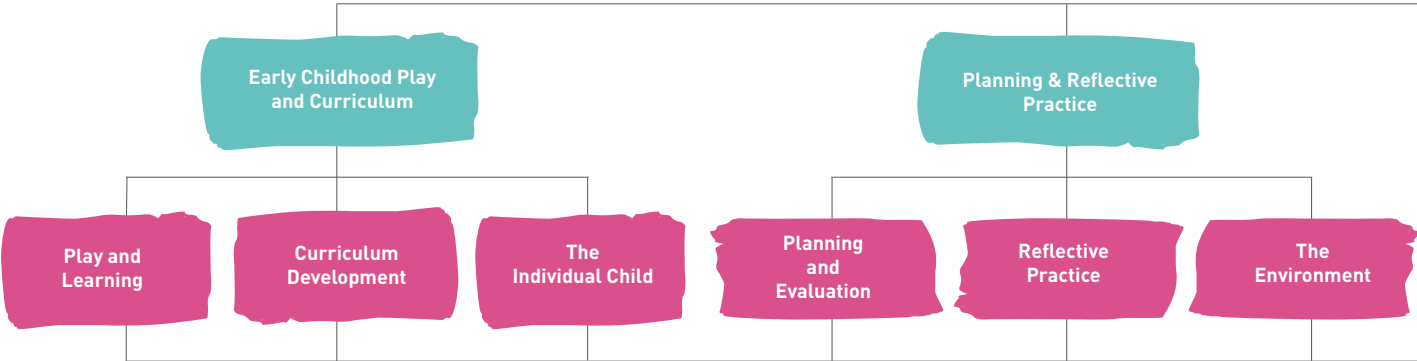 Early Childhood Play
and Curriculum
Planning & Reflective
Practice
Play and
Learning
Curriculum
Development
The
Individual Child
Planning
and
Evaluation
Reflective
Practice
The
Environment